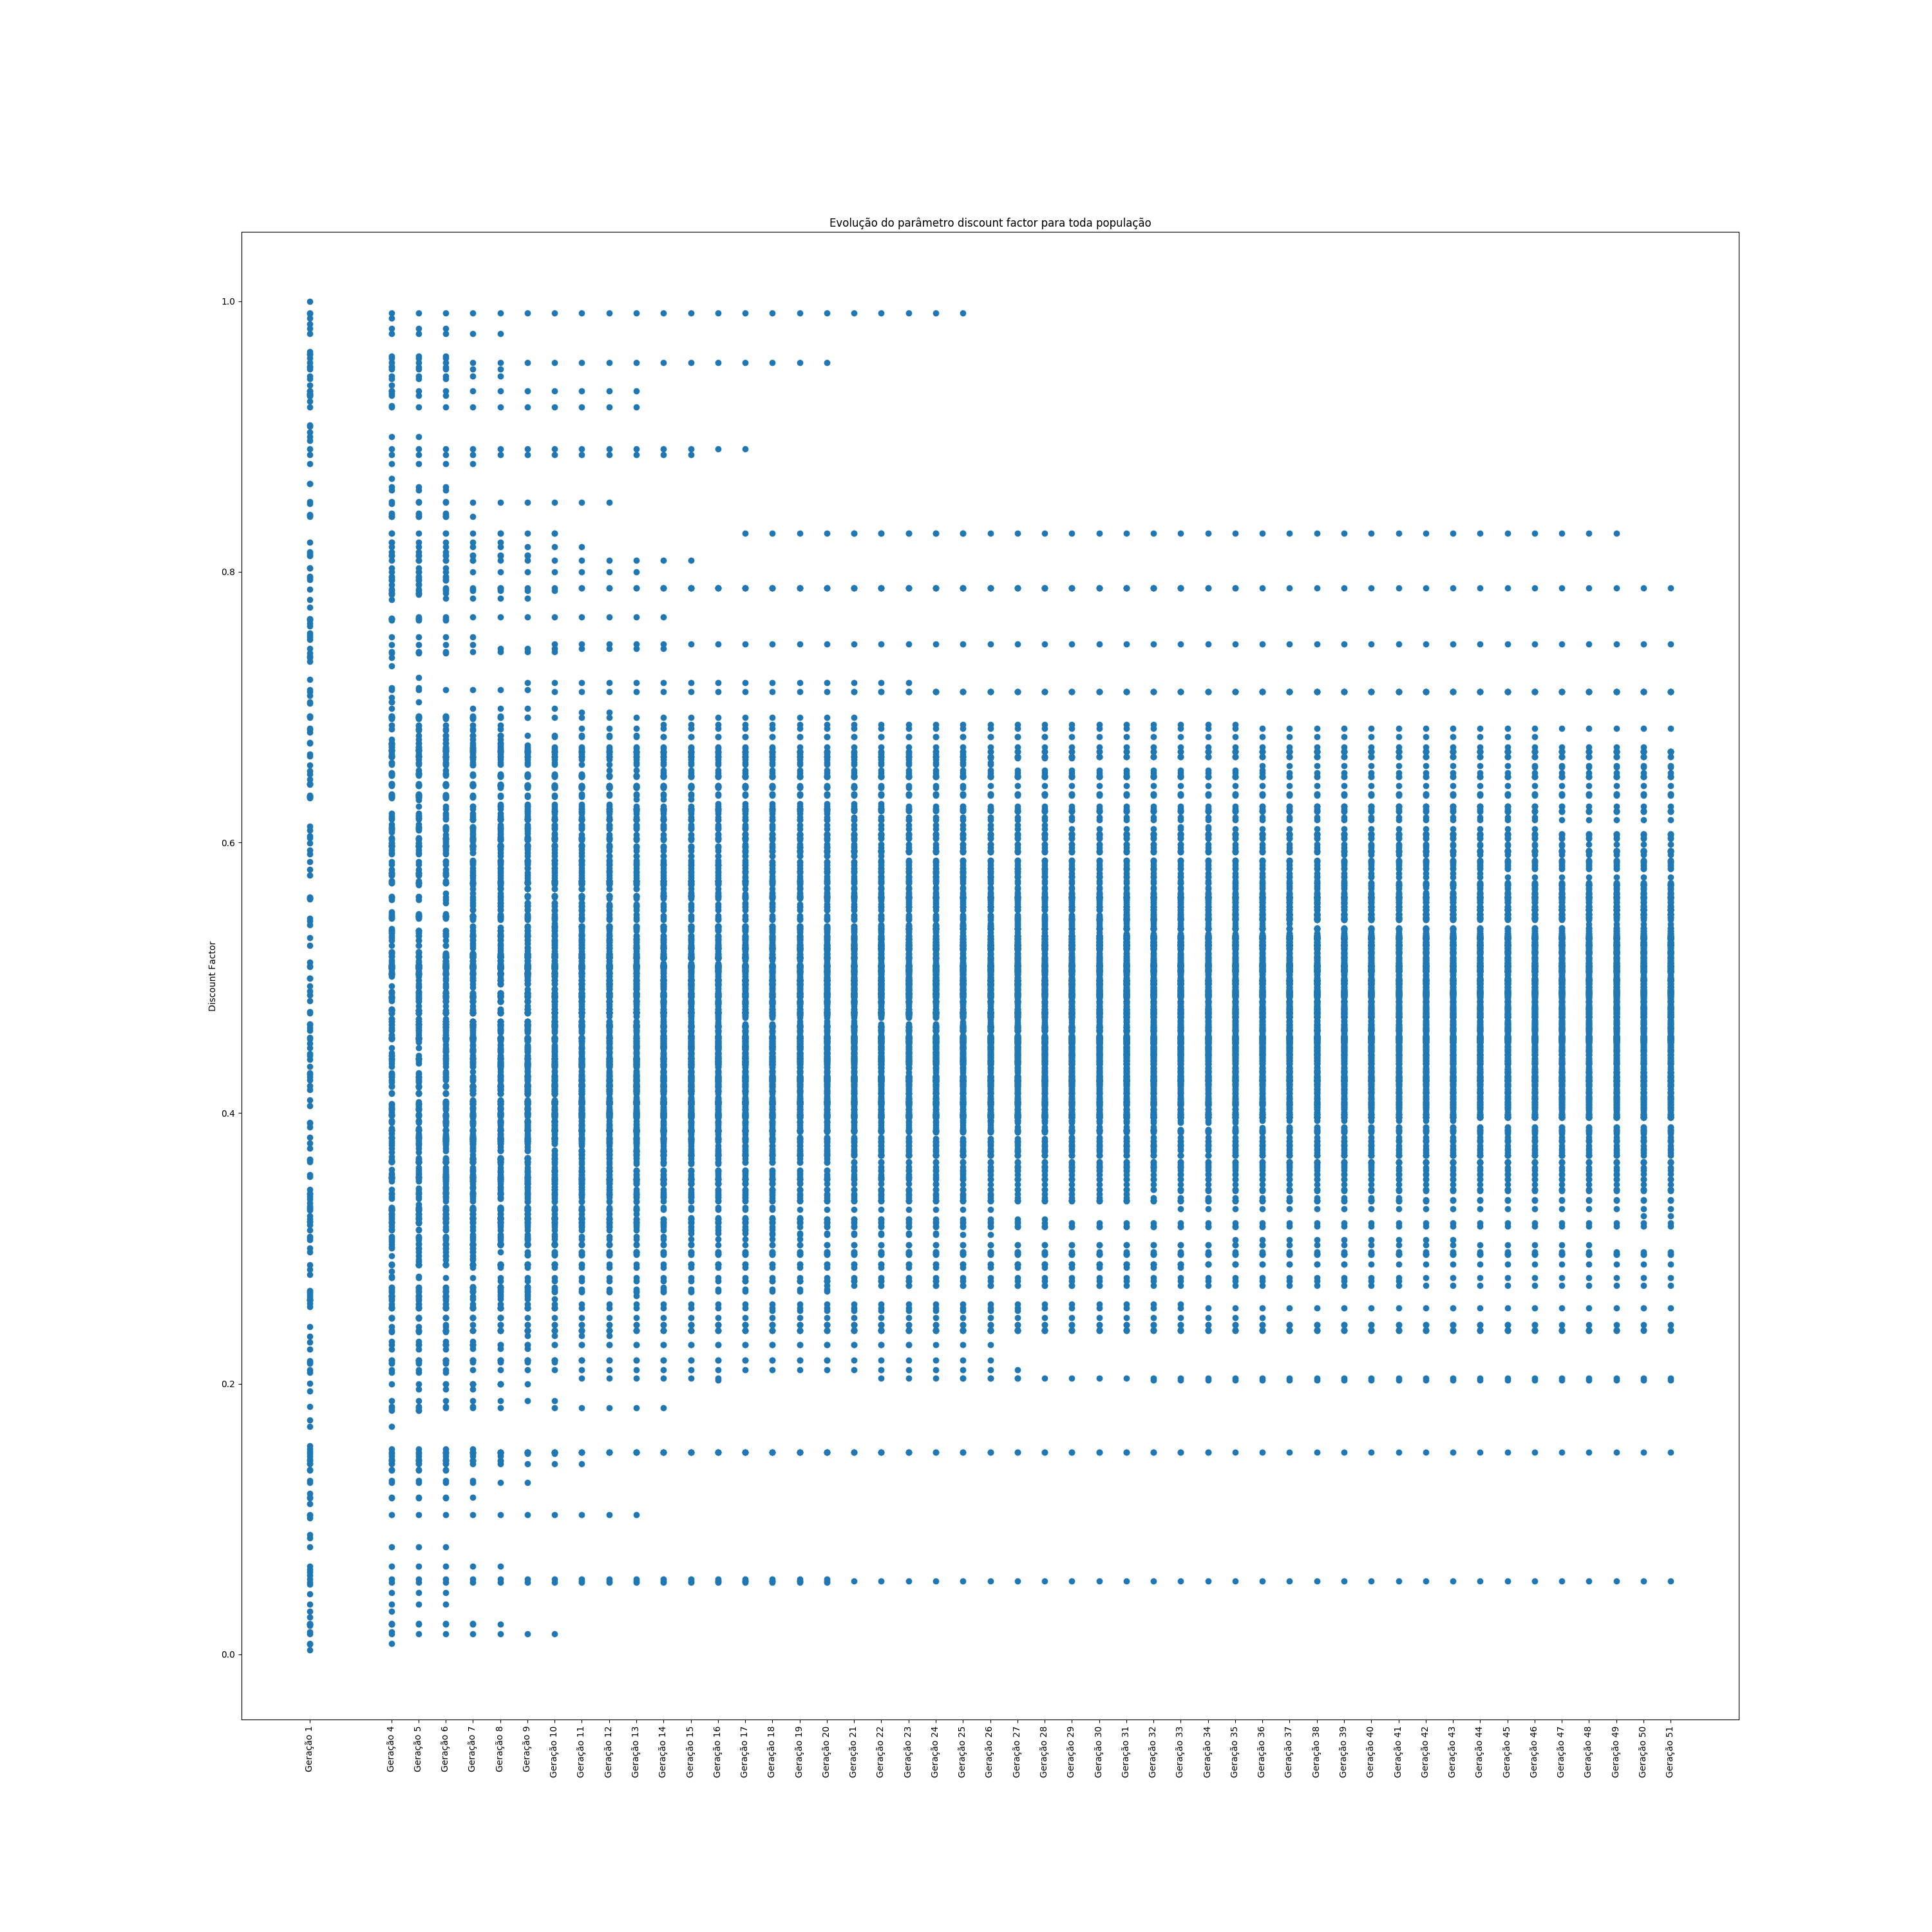 Evolução do parâmetro discount factor para toda população
1.0
0.8
0.6
0.4
0.2
0.0
Discount Factor
Geração 1
Geração 4
Geração 5
Geração 6
Geração 7
Geração 8
Geração 9
Geração 10
Geração 11
Geração 12
Geração 13
Geração 14
Geração 15
Geração 16
Geração 17
Geração 18
Geração 19
Geração 20
Geração 21
Geração 22
Geração 23
Geração 24
Geração 25
Geração 26
Geração 27
Geração 28
Geração 29
Geração 30
Geração 31
Geração 32
Geração 33
Geração 34
Geração 35
Geração 36
Geração 37
Geração 38
Geração 39
Geração 40
Geração 41
Geração 42
Geração 43
Geração 44
Geração 45
Geração 46
Geração 47
Geração 48
Geração 49
Geração 50
Geração 51